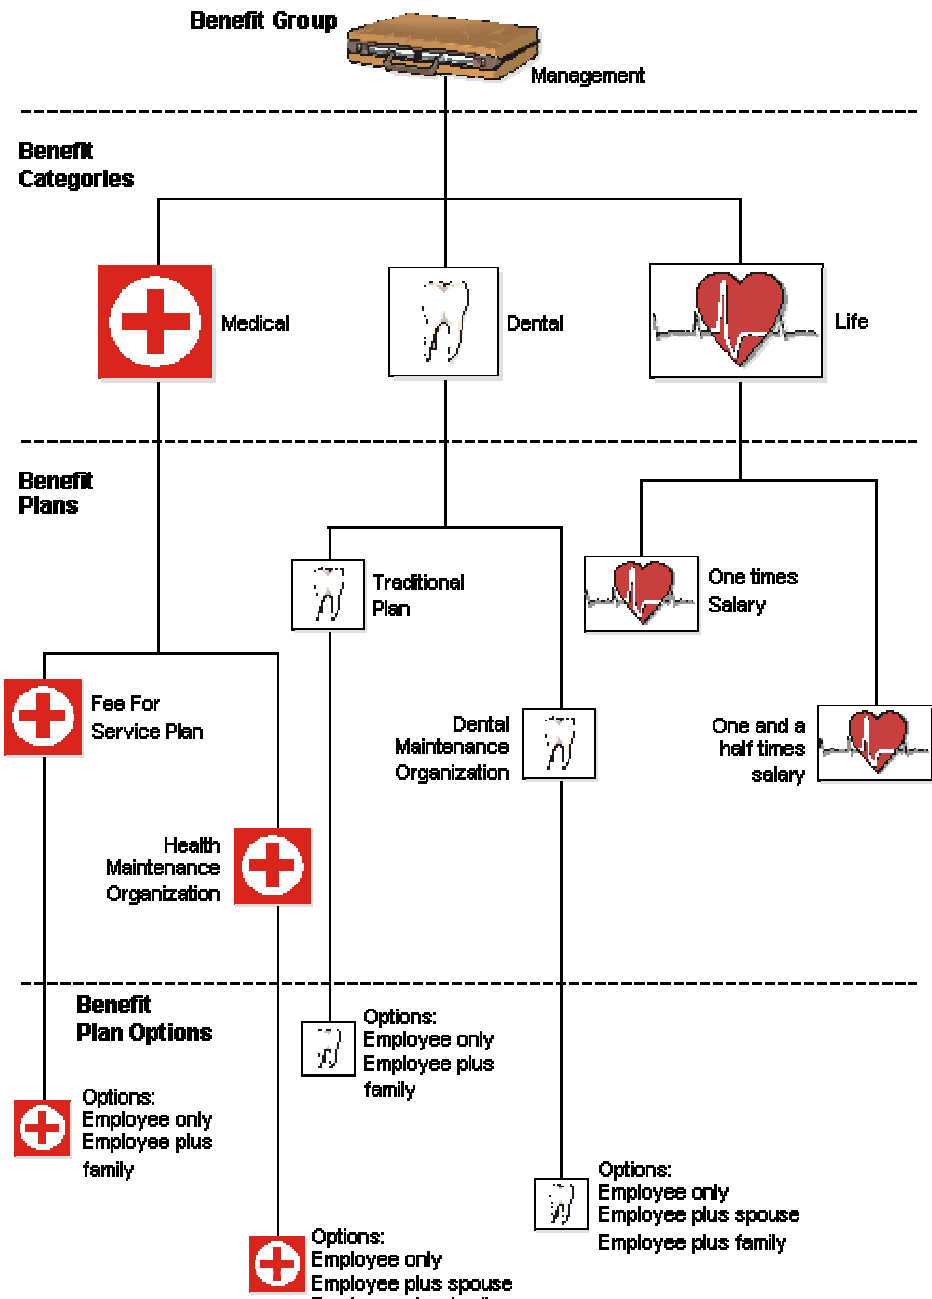 Benefit Group
Management
Benefit
Categories
Medical
Dental
Life
Benefit
Plans
Traditional
Plan
One times
Salary
Fee For
Service Plan
Dental
Maintenance
Organization
One and a
half times
salary
Health
Maintenance
Organization
Benefit
Plan Options
Options:
Employee only
Employee plus
family
Options:
Employee only
Employee plus
family
Options:
Employee only
Employee plus spouse
Employee plus family
Options:
Employee only
Employee plus spouse